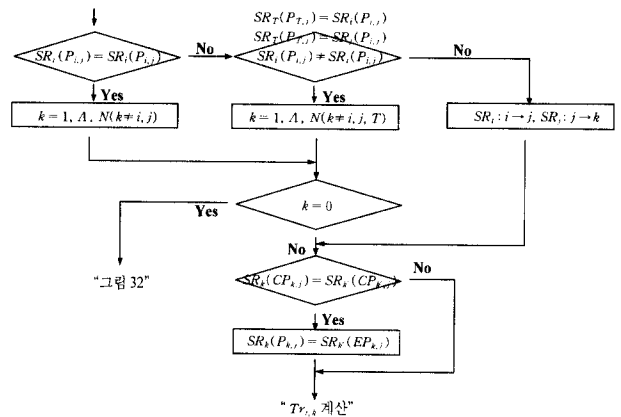 SR_T(P_{T,j}) = SR_i(P_{i,j})
SR_T(P_{T,j}) = SR_i(P_{i,j})
SR_i(P_{i,j}) = SR_i(P_{i,j})
No
SR_i(P_{i,j}) ≠ SR_i(P_{i,j})
No
Yes
Yes
k = 1, Λ, N(k ≠ i, j)
k = 1, Λ, N(k ≠ i, j, T)
SR_i : i → j, SR_i : j → k
k = 0
Yes
No
"그림 32"
SR_k(CP_{k,j}) = SR_k(CP_{K,j})
No
Yes
SR_k(P_{k,j}) = SR_k(EP_{k,j})
"Tr_{i,k} 계산"